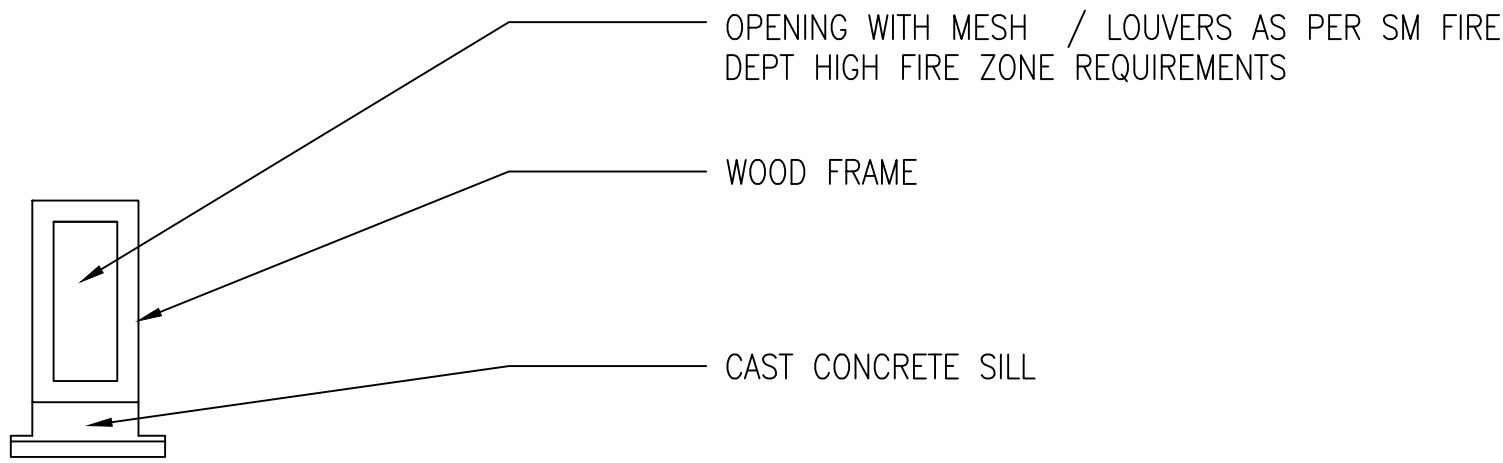 OPENING WITH MESH / LOUVERS AS PER SM FIRE
DEPT HIGH FIRE ZONE REQUIREMENTS
WOOD FRAME
CAST CONCRETE SILL